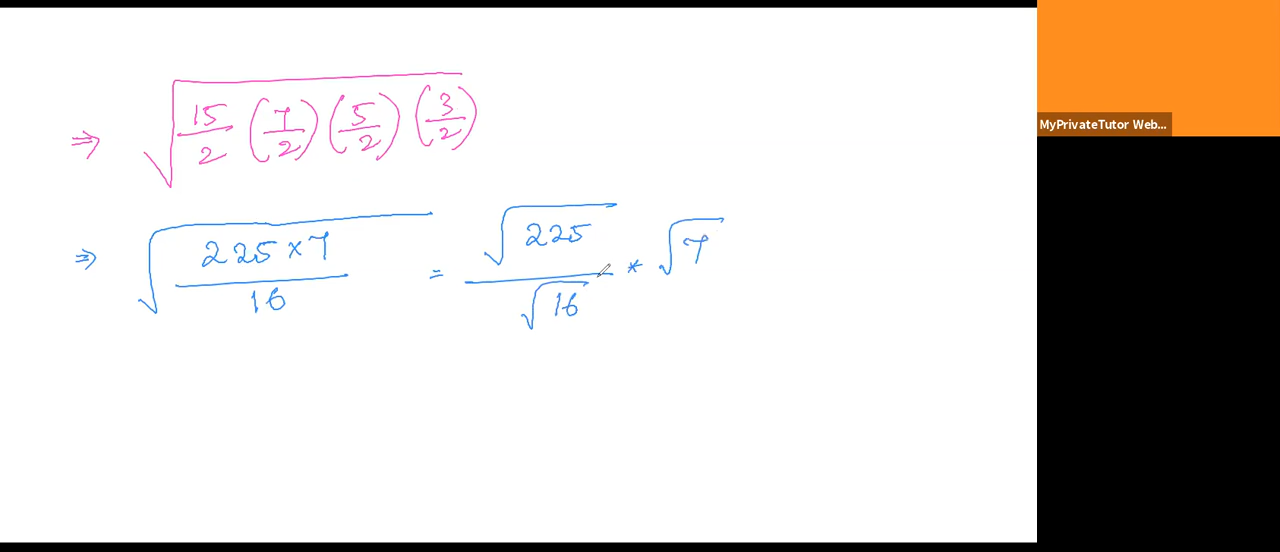 ⇒ √(15/2 (7/2) (5/2) (3/2))
MyPrivateTutor Web...
⇒ √(225 × 7 / 16) = √225 / √16 * √7